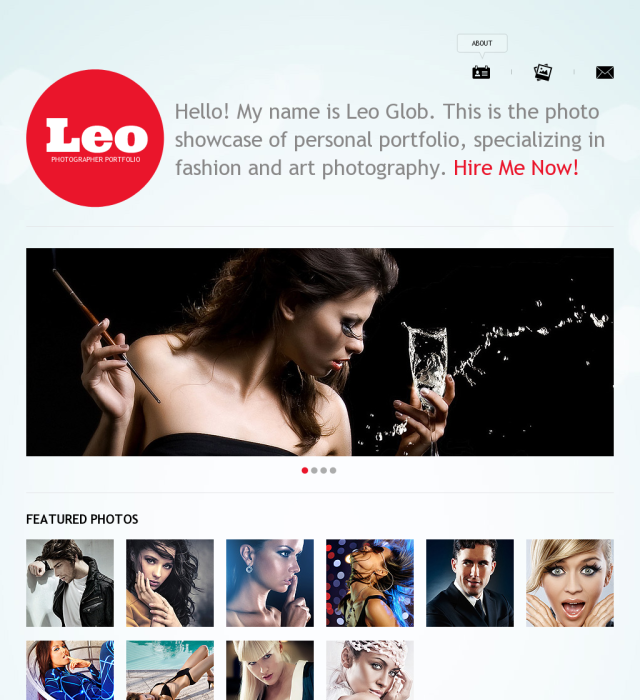 ABOUT
Leo
PHOTOGRAPHER PORTFOLIO
Hello! My name is Leo Glob. This is the photo
showcase of personal portfolio, specializing in
fashion and art photography. Hire Me Now!
FEATURED PHOTOS